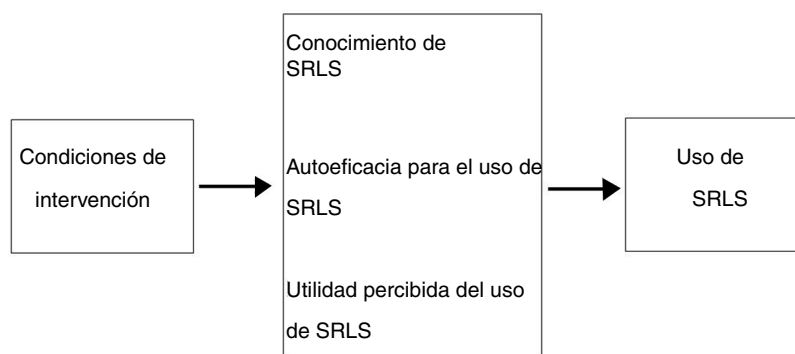 Condiciones de
intervención
Conocimiento de
SRLS
Autoeficacia para el uso de
SRLS
Utilidad percibida del uso
de SRLS
Uso de
SRLS